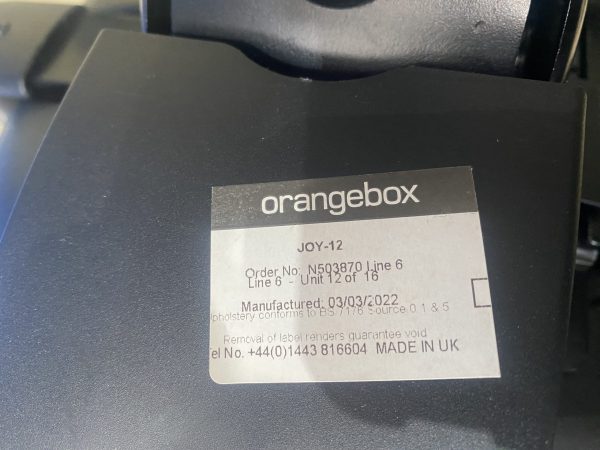 orangebox
JOY-12
Order No: N503870 Line 6
Line 6 - Unit 12 of 16
Manufactured: 03/03/2022
pholstery conforms to BS 7176 Source 0 1 & 5
Removal of label renders guarantee void
el No. +44(0)1443 816604 MADE IN UK